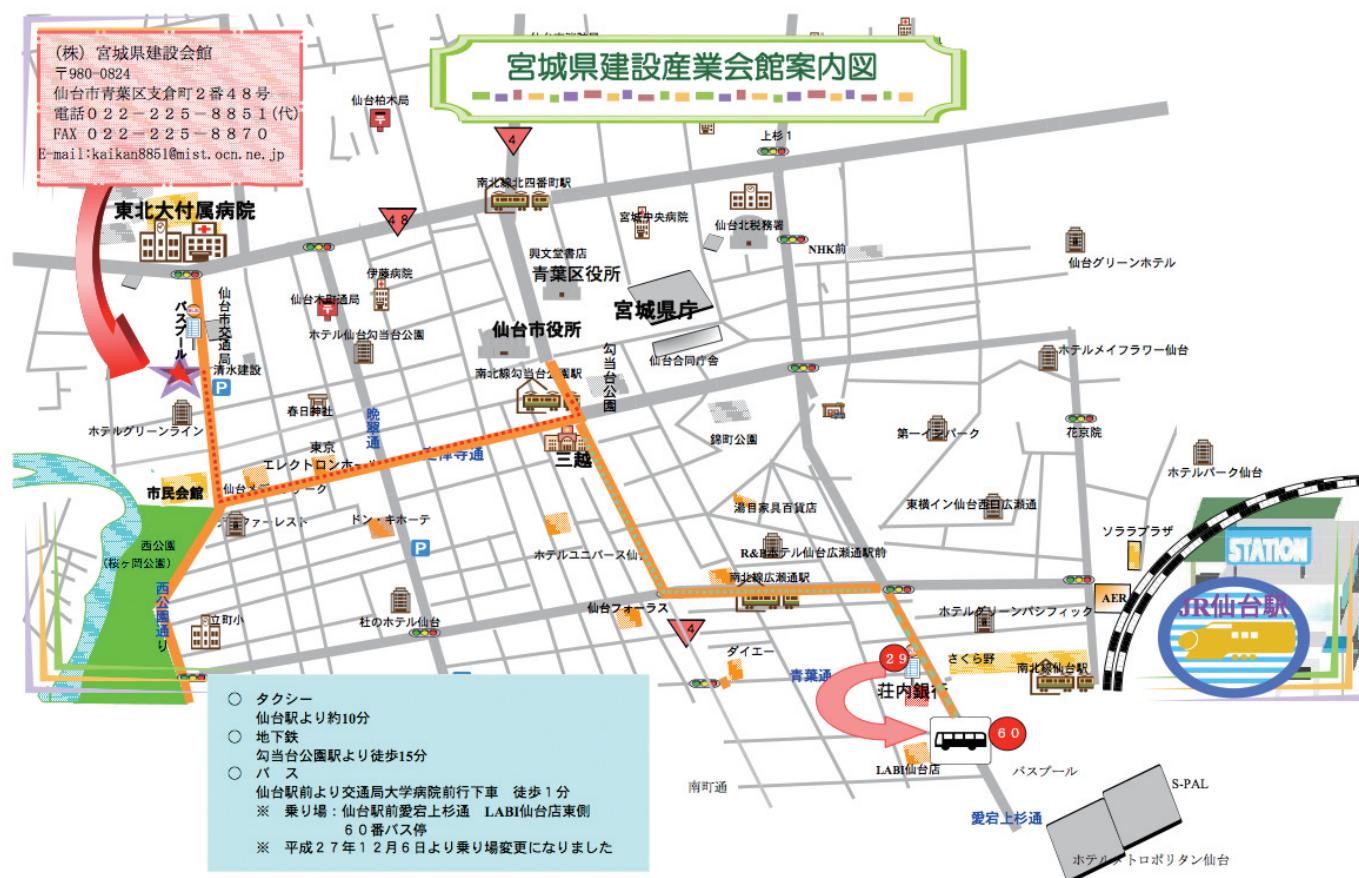 宮城県建設産業会館案内図
(株) 宮城県建設会館
〒980-0824
仙台市青葉区支倉町２番４８号
電話０２２－２２５－８８５１(代)
FAX ０２２－２２５－８８７０
E-mail:kaikan8851@mist.ocn.ne.jp
仙台柏木局
4
上杉１
南北線北四番町駅
東北大付属病院
４８
宮城中央病院
仙台北税務署
NHK前
仙台グリーンホテル
興文堂書店
青葉区役所
伊藤病院
仙台木町通局
宮城県庁
仙台市交通局
バスプール
ホテル仙台勾当台公園
仙台市役所
仙台合同庁舎
勾当台公園
ホテルメイフラワー仙台
清水建設
P
南北線勾当台公園駅
春日神社
晩翠通
ホテルグリーンライン
錦町公園
第一インパーク
花京院
東京
エレクトロンホール
三越
ホテルパーク仙台
市民会館
湯目家具百貨店
東横イン仙台西口広瀬通
ドン・キホーテ
ソララプラザ
STATION
西公園
(桜ヶ岡公園)
P
ホテルユニバース仙台
R&Bホテル仙台広瀬通駅前
南北線広瀬通駅
AER
JR仙台駅
西公園通り
立町小
社のホテル仙台
仙台フォーラス
ホテルグリーンパシフィック
4
ダイエー
２９
さくら野
南北線仙台駅
青葉通
荘内銀行
６０
LABI仙台店
バスプール
南町通
S-PAL
愛宕上杉通
ホテルメトロポリタン仙台
○ タクシー
仙台駅より約10分
○ 地下鉄
勾当台公園駅より徒歩15分
○ バス
仙台駅前より交通局大学病院前行下車 徒歩１分
※ 乗り場：仙台駅前愛宕上杉通 LABI仙台店東側
６０番バス停
※ 平成２７年１２月６日より乗り場変更になりました